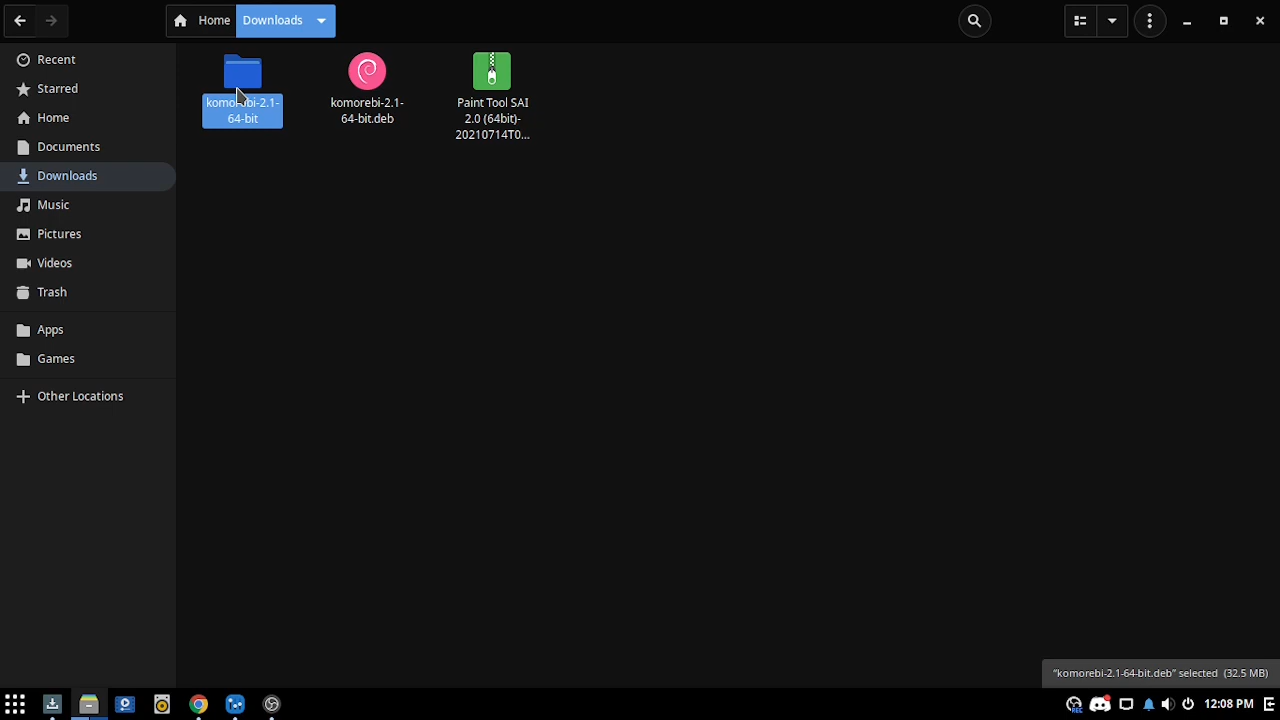 Home
Downloads
Recent
Starred
Home
Documents
Downloads
Music
Pictures
Videos
Trash
Apps
Games
Other Locations
komorebi-2.1-
64-bit
komorebi-2.1-
64-bit.deb
Paint Tool SAI
2.0 (64bit)-
20210714T0...
"komorebi-2.1-64-bit.deb" selected (32.5 MB)
REC
12:08 PM